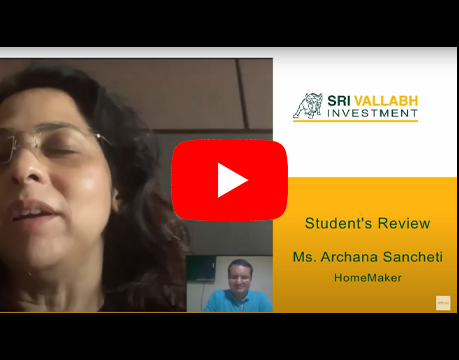 SRI VALLABH
INVESTMENT
Student's Review
Ms. Archana Sancheti
HomeMaker